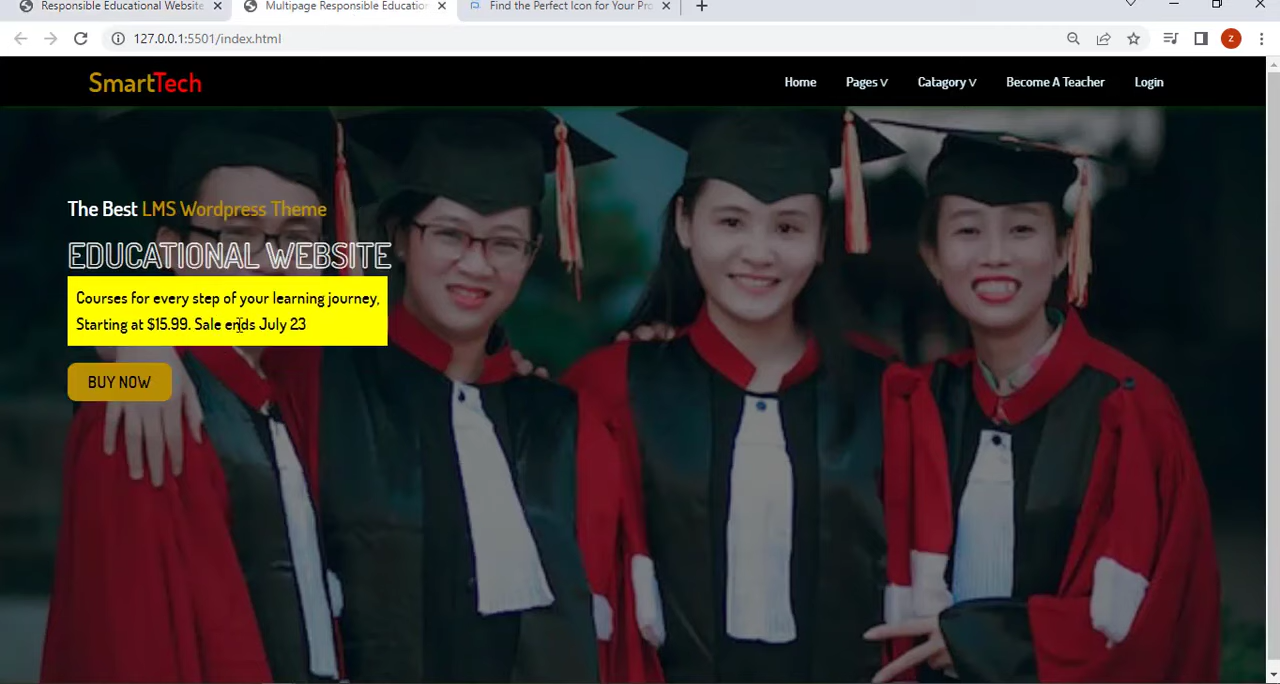 Responsible Educational Website
Multipage Responsible Education
Find the Perfect Icon for Your Pro
127.0.0.1:5501/index.html
z
SmartTech
Home Pages V Catagory V Become A Teacher Login
The Best LMS Wordpress Theme
EDUCATIONAL WEBSITE
Courses for every step of your learning journey,
Starting at $15.99. Sale ends July 23
BUY NOW